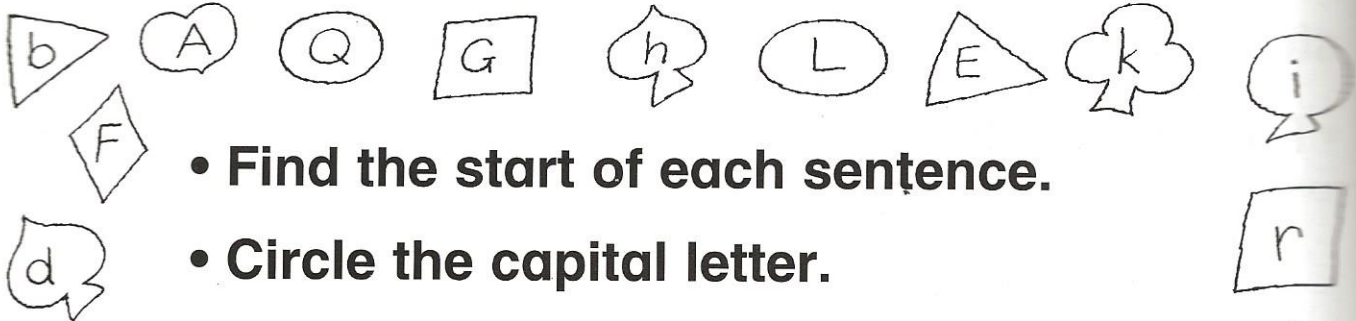 b A Q G h L E k i
F
• Find the start of each sentence.
d • Circle the capital letter. r